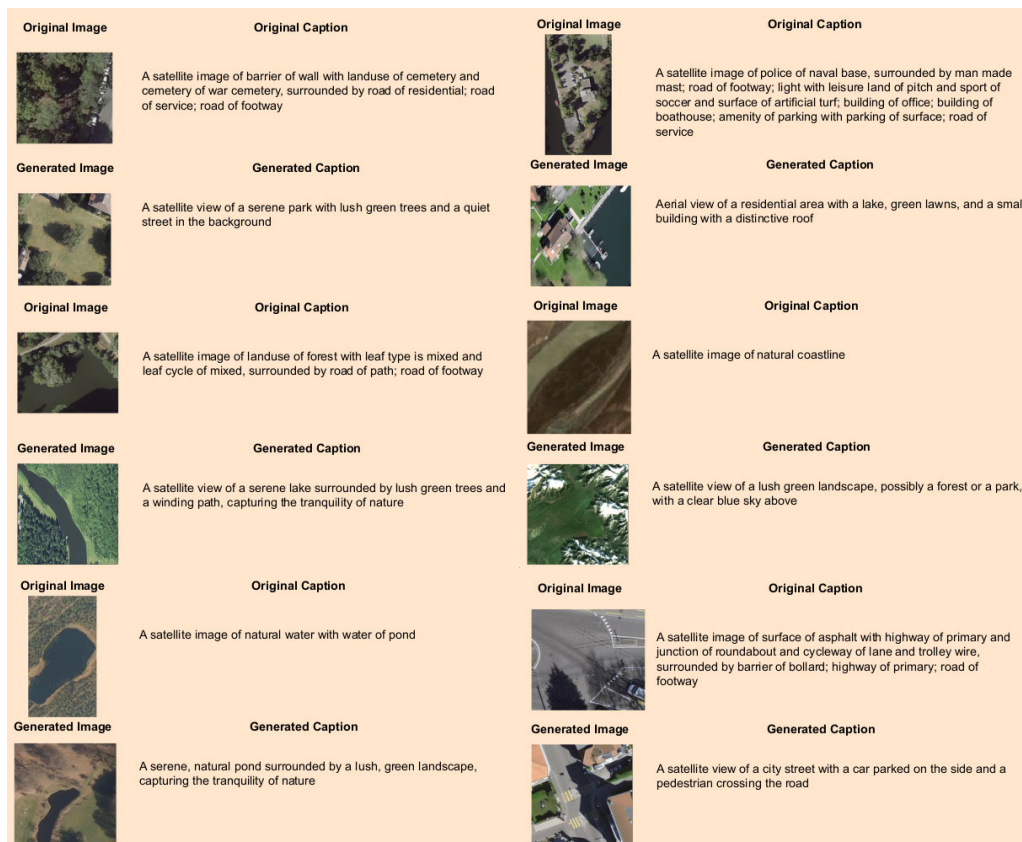 Original Image
Original Caption
A satellite image of barrier of wall with landuse of cemetery and
cemetery of war cemetery, surrounded by road of residential; road
of service; road of footway
Generated Image
Generated Caption
A satellite view of a serene park with lush green trees and a quiet
street in the background
Original Image
Original Caption
A satellite image of landuse of forest with leaf type is mixed and
leaf cycle of mixed, surrounded by road of path; road of footway
Generated Image
Generated Caption
A satellite view of a serene lake surrounded by lush green trees and
a winding path, capturing the tranquility of nature
Original Image
Original Caption
A satellite image of natural water with water of pond
Generated Image
Generated Caption
A serene, natural pond surrounded by a lush, green landscape,
capturing the tranquility of nature
Original Image
Original Caption
A satellite image of police of naval base, surrounded by man made
mast; road of footway; light with leisure land of pitch and sport of
soccer and surface of artificial turf; building of office; building of
boathouse; amenity of parking with parking of surface; road of
service
Generated Image
Generated Caption
Aerial view of a residential area with a lake, green lawns, and a smal
building with a distinctive roof
Original Image
Original Caption
A satellite image of natural coastline
Generated Image
Generated Caption
A satellite view of a lush green landscape, possibly a forest or a park,
with a clear blue sky above
Original Image
Original Caption
A satellite image of surface of asphalt with highway of primary and
junction of roundabout and cycleway of lane and trolley wire,
surrounded by barrier of bollard; highway of primary; road of
footway
Generated Image
Generated Caption
A satellite view of a city street with a car parked on the side and a
pedestrian crossing the road